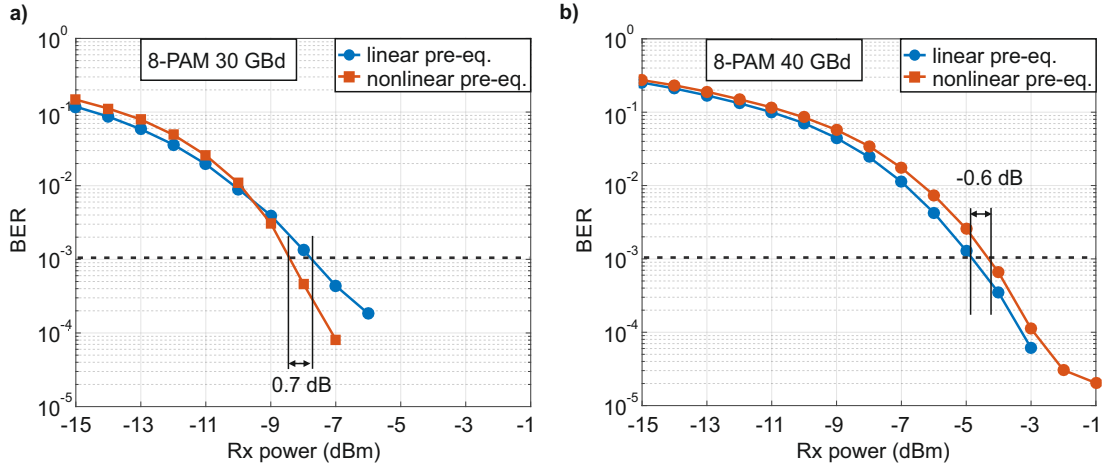 a)
8-PAM 30 GBd
linear pre-eq.
nonlinear pre-eq.
BER
10^0
10^-1
10^-2
10^-3
10^-4
10^-5
0.7 dB
-15 -13 -11 -9 -7 -5 -3 -1
Rx power (dBm)
b)
8-PAM 40 GBd
linear pre-eq.
nonlinear pre-eq.
BER
10^0
10^-1
10^-2
10^-3
10^-4
10^-5
-0.6 dB
-15 -13 -11 -9 -7 -5 -3 -1
Rx power (dBm)